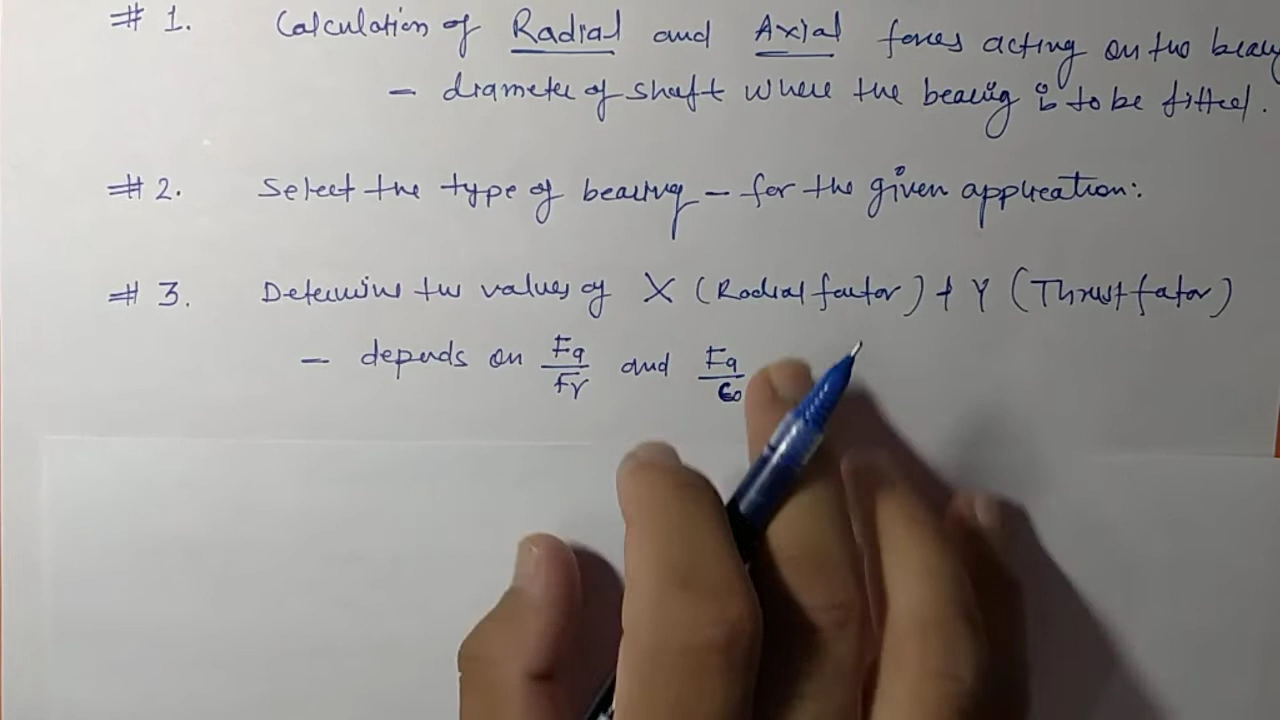 # 1. Calculation of Radial and Axial forces acting on the
- diameter of shaft where the bearing is to be fitted.
# 2. Select the type of bearing - for the given application:
# 3. Determine the values of X (Radial factor) & Y (Thrust fator)
- depends on Fa/Fr and Fa/C0